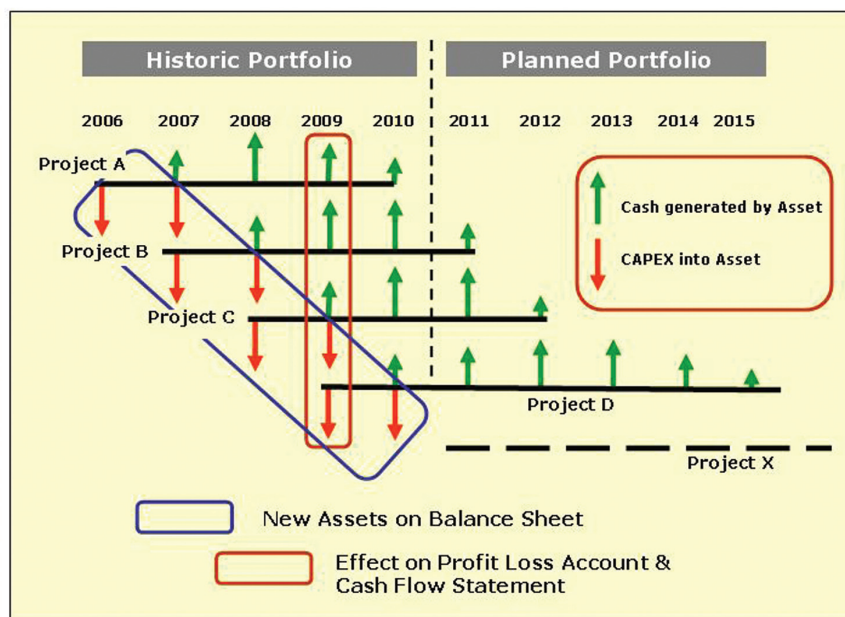 Historic Portfolio
Planned Portfolio
2006 2007 2008 2009 2010 2011 2012 2013 2014 2015
Project A
Cash generated by Asset
Project B
CAPEX into Asset
Project C
Project D
Project X
New Assets on Balance Sheet
Effect on Profit Loss Account &
Cash Flow Statement